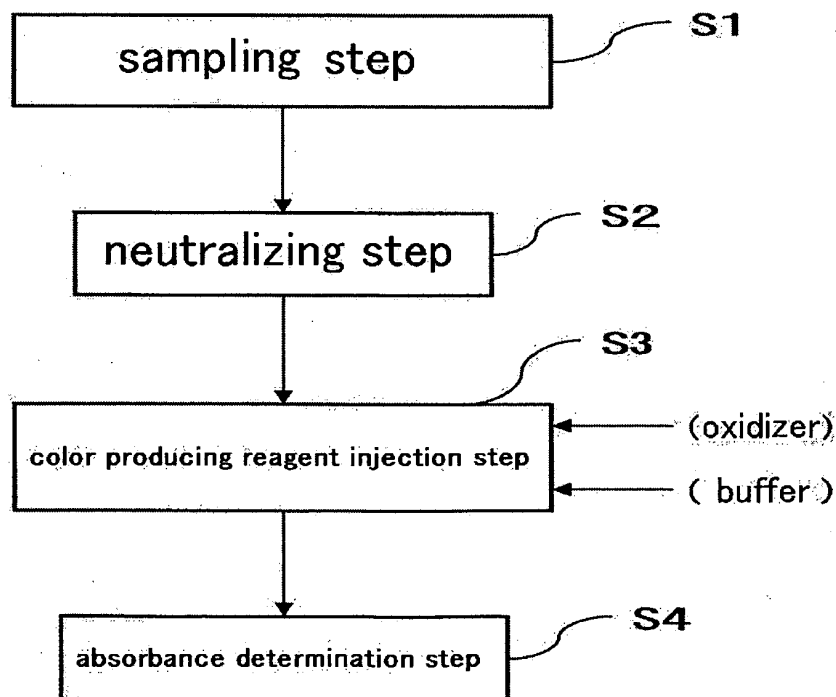 S1
sampling step
S2
neutralizing step
S3
color producing reagent injection step
(oxidizer)
( buffer )
S4
absorbance determination step